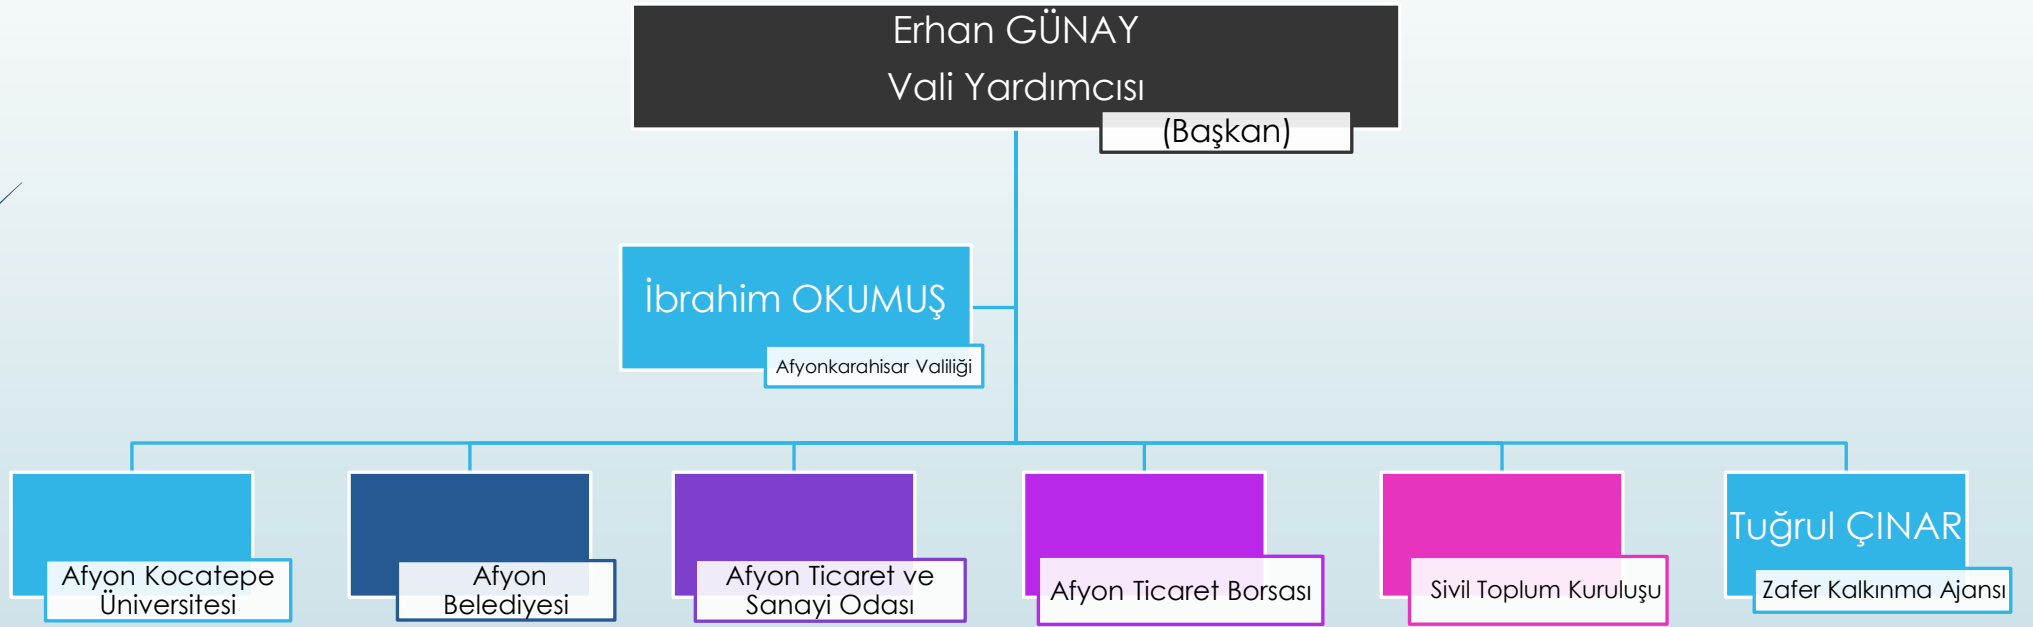 Erhan GÜNAY
Vali Yardımcısı
(Başkan)
İbrahim OKUMUŞ
Afyonkarahisar Valiliği
Afyon Kocatepe
Üniversitesi
Afyon
Belediyesi
Afyon Ticaret ve
Sanayi Odası
Afyon Ticaret Borsası
Sivil Toplum Kuruluşu
Tuğrul ÇINAR
Zafer Kalkınma Ajansı